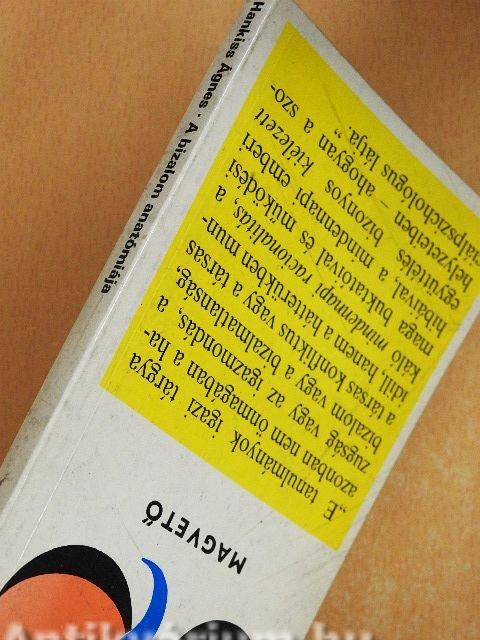 Hankiss Ágnes · A bizalom anatómiája
„E tanulmányok igazi tárgya
azonban nem önmagában a ha-
zugság vagy az igazmondás, a
bizalom vagy a bizalmatlanság,
a társas konfliktus vagy a társas
idill, hanem a hátterükben mun-
káló mindennapi racionalitás, a
maga buktatóival és működési
hibáival, a mindennapi emberi
együttélés bizonyos kiélezett
helyzeteiben – ahogyan a szo-
ciálpszichológus látja.”
MAGVETŐ
Antikvárium.hu